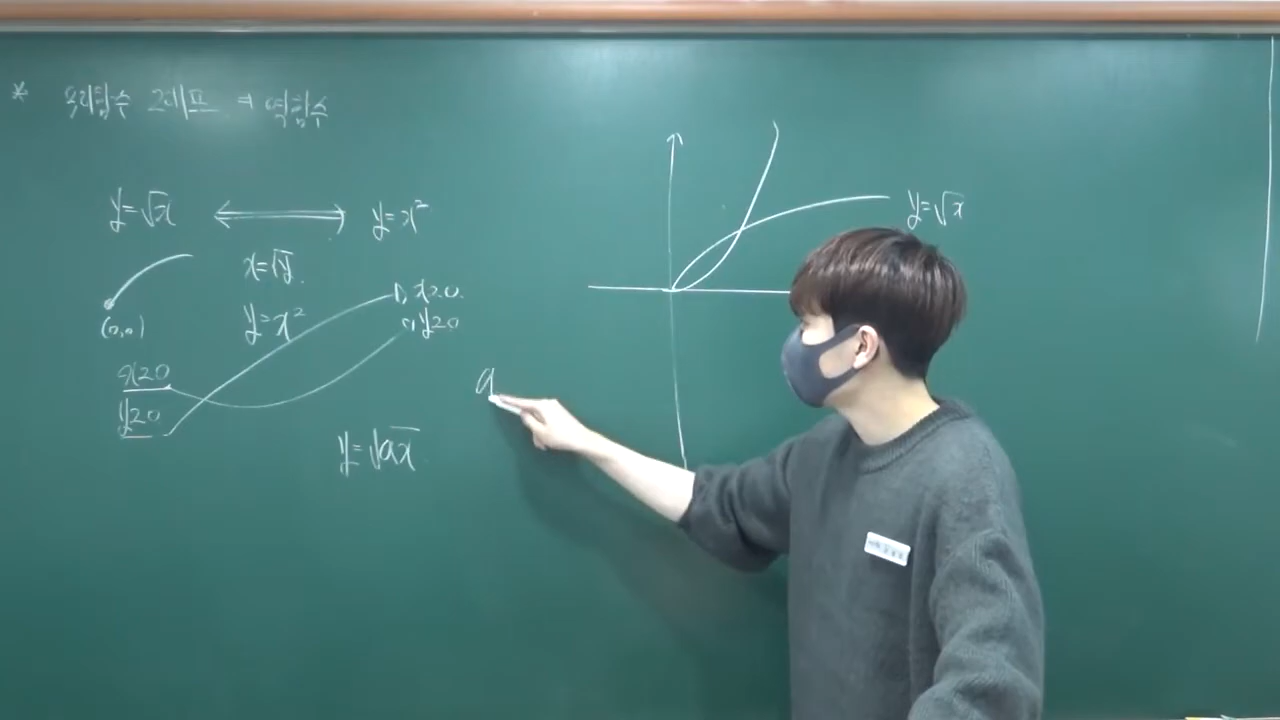 * 무리함수 그래프 ⇒ 역함수
y=√x ⟷ y=x²
x=√y.
y=x²
(0,0)
x≥0
y≥0
① x≥0.
② y≥0
y=√ax
a
y=√x